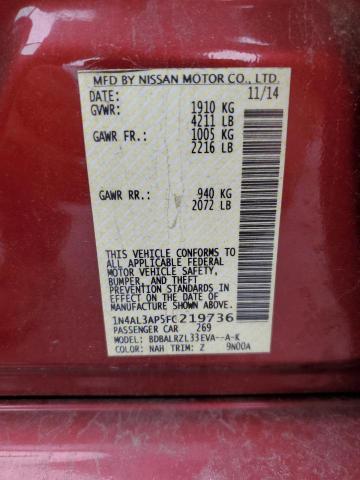 MFD BY NISSAN MOTOR CO., LTD.
DATE: 11/14
GVWR: 1910 KG
4211 LB
GAWR FR.: 1005 KG
2216 LB
GAWR RR.: 940 KG
2072 LB
THIS VEHICLE CONFORMS TO
ALL APPLICABLE FEDERAL
MOTOR VEHICLE SAFETY,
BUMPER, AND THEFT
PREVENTION STANDARDS IN
EFFECT ON THE DATE OF
MANUFACTURE SHOWN ABOVE.
1N4AL3AP5FC219736
PASSENGER CAR 269
MODEL: BDBALRZL33EVA--A-K
COLOR: NAH TRIM: Z 9N00A